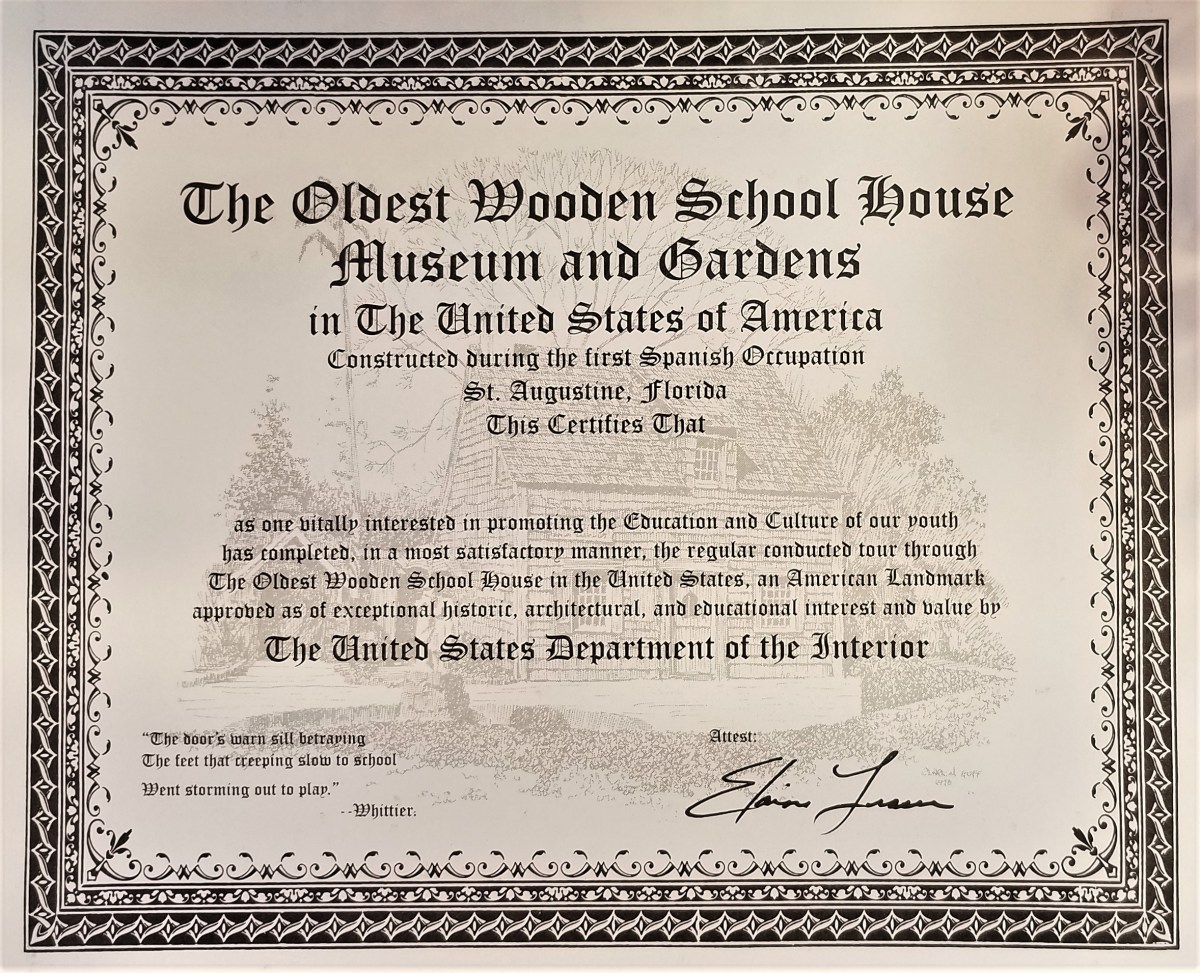 The Oldest Wooden School House
Museum and Gardens
in The United States of America
Constructed during the first Spanish Occupation
St. Augustine, Florida
This Certifies That
as one vitally interested in promoting the Education and Culture of our youth
has completed, in a most satisfactory manner, the regular conducted tour through
The Oldest Wooden School House in the United States, an American Landmark
approved as of exceptional historic, architectural, and educational interest and value by
The United States Department of the Interior
“The door's warn sill betraying
The feet that creeping slow to school
Went storming out to play.”
--Whittier.
Attest:
Elaine